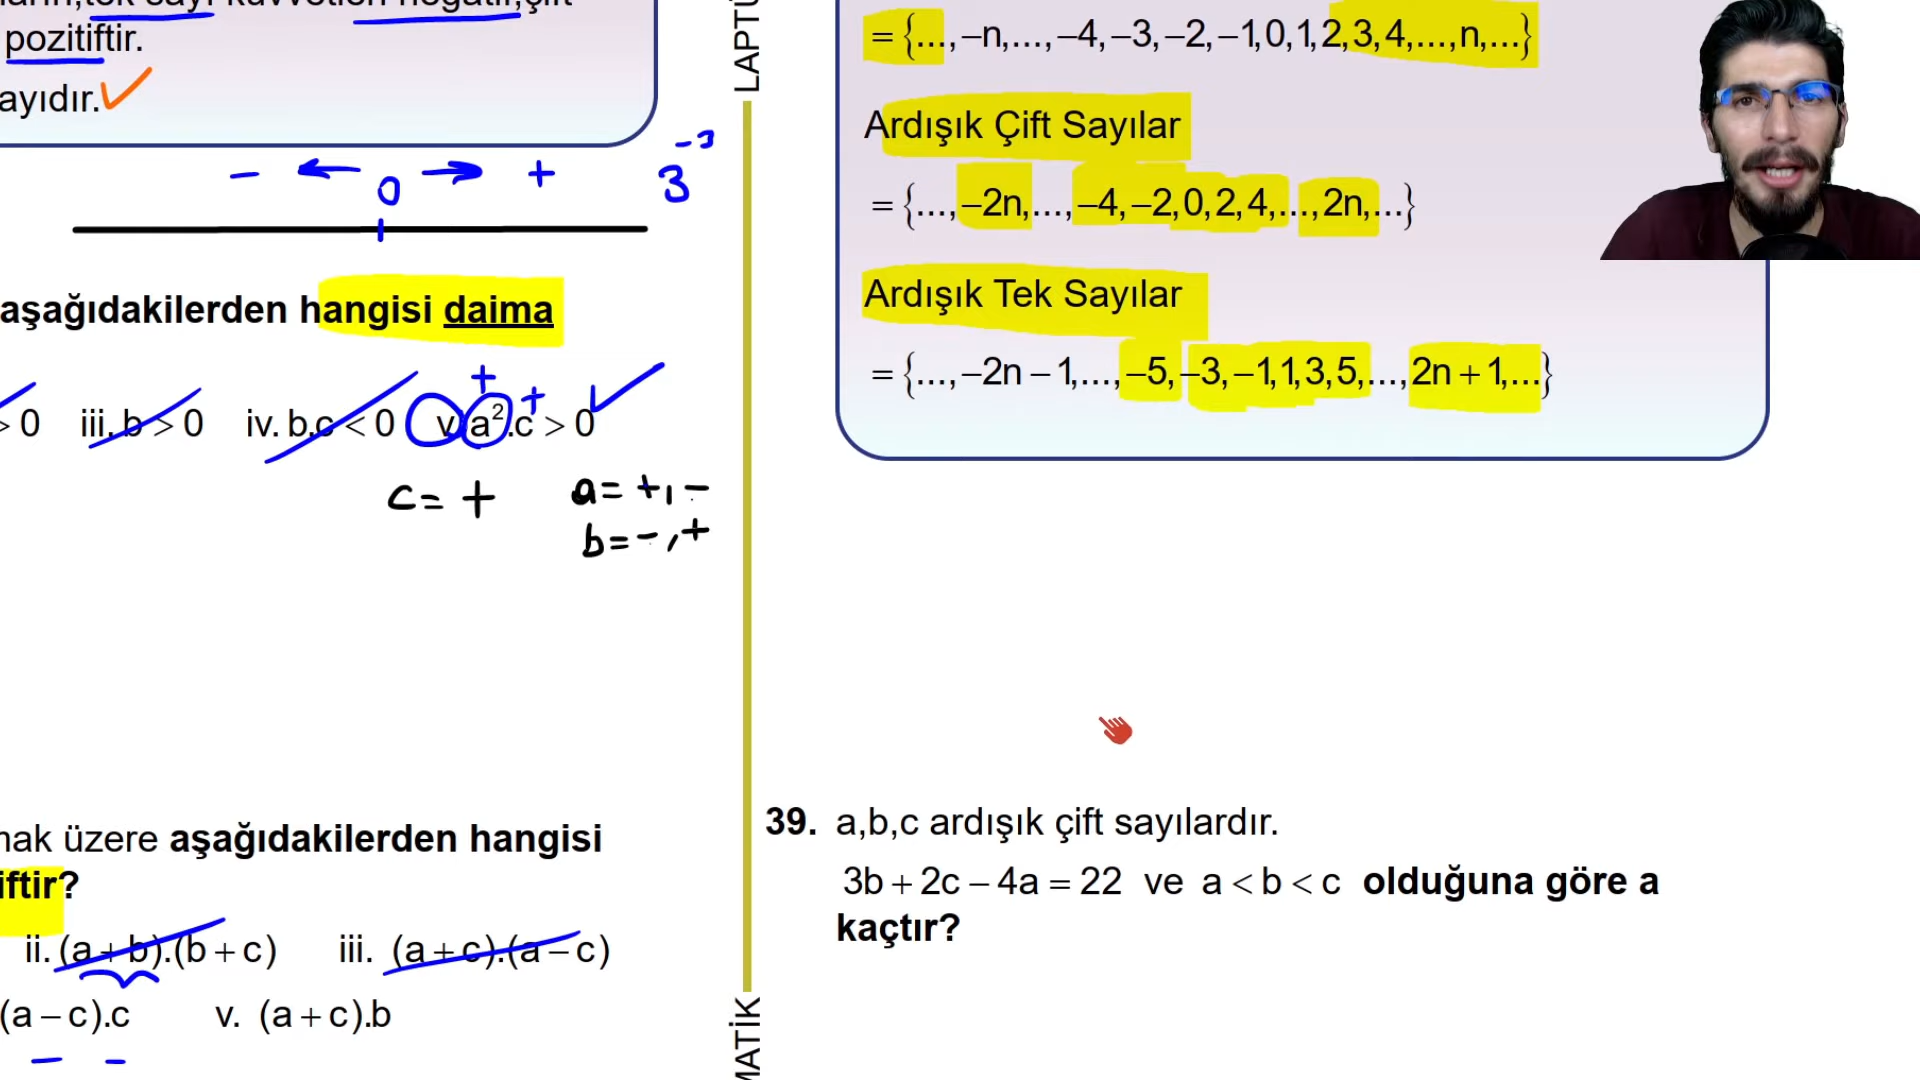 pozitiftir.
ayıdır.
− 0 + 3⁻³
aşağıdakilerden hangisi daima
> 0 iii. b > 0 iv. b.c < 0 v. a².c > 0
+ +
c = + a = +, −
b = −, +
mak üzere aşağıdakilerden hangisi
iftir?
ii. (a + b).(b + c) iii. (a + c).(a − c)
(a − c).c v. (a + c).b
− −
LAPTU
MATİK
= {..., −n,..., −4, −3, −2, −1,0,1,2,3,4,...,n,...}
Ardışık Çift Sayılar
= {..., −2n,..., −4, −2,0,2,4,...,2n,...}
Ardışık Tek Sayılar
= {..., −2n − 1,..., −5, −3, −1,1,3,5,...,2n + 1,...}
39. a,b,c ardışık çift sayılardır.
3b + 2c − 4a = 22 ve a < b < c olduğuna göre a
kaçtır?